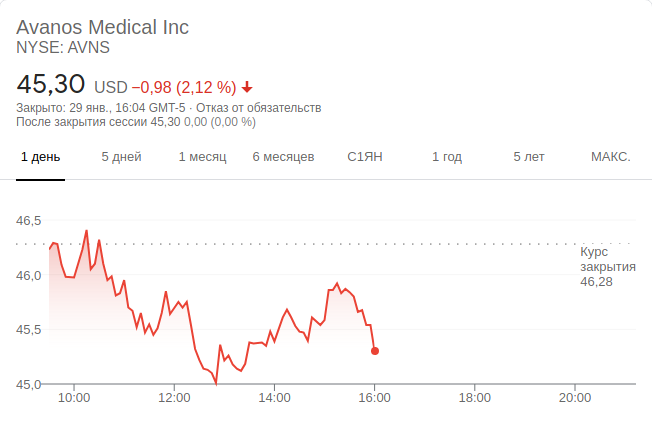 Avanos Medical Inc
NYSE: AVNS
45,30 USD −0,98 (2,12 %)
Закрыто: 29 янв., 16:04 GMT-5 · Отказ от обязательств
После закрытия сессии 45,30 0,00 (0,00 %)
1 день 5 дней 1 месяц 6 месяцев С1ЯН 1 год 5 лет МАКС.
46,5
Курс
закрытия
46,28
46,0
45,5
45,0
10:00 12:00 14:00 16:00 18:00 20:00